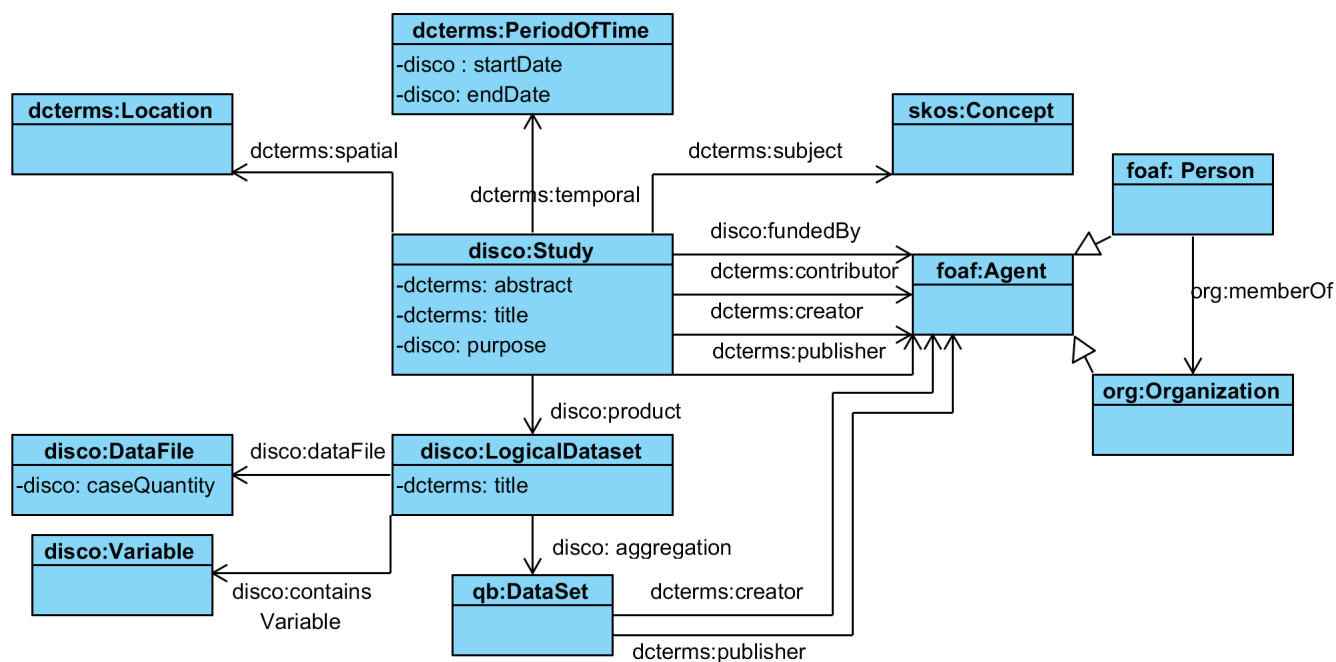 dcterms:PeriodOfTime
-disco : startDate
-disco: endDate
dcterms:Location
skos:Concept
dcterms:spatial
dcterms:subject
foaf: Person
dcterms:temporal
disco:Study
-dcterms: abstract
-dcterms: title
-disco: purpose
disco:fundedBy
dcterms:contributor
dcterms:creator
dcterms:publisher
foaf:Agent
org:memberOf
org:Organization
disco:product
disco:DataFile
-disco: caseQuantity
disco:dataFile
disco:LogicalDataset
-dcterms: title
disco:Variable
disco:contains
Variable
disco: aggregation
qb:DataSet
dcterms:creator
dcterms:publisher